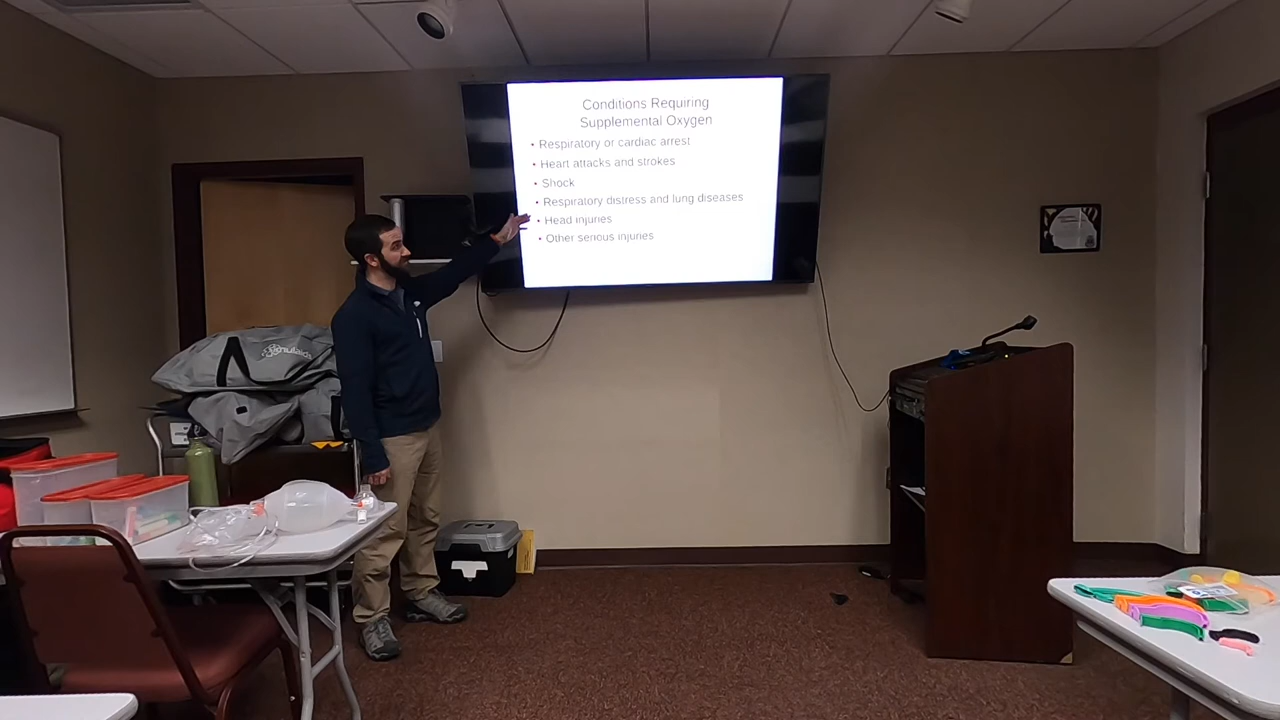 Conditions Requiring
Supplemental Oxygen
• Respiratory or cardiac arrest
• Heart attacks and strokes
• Shock
• Respiratory distress and lung diseases
• Head injuries
• Other serious injuries